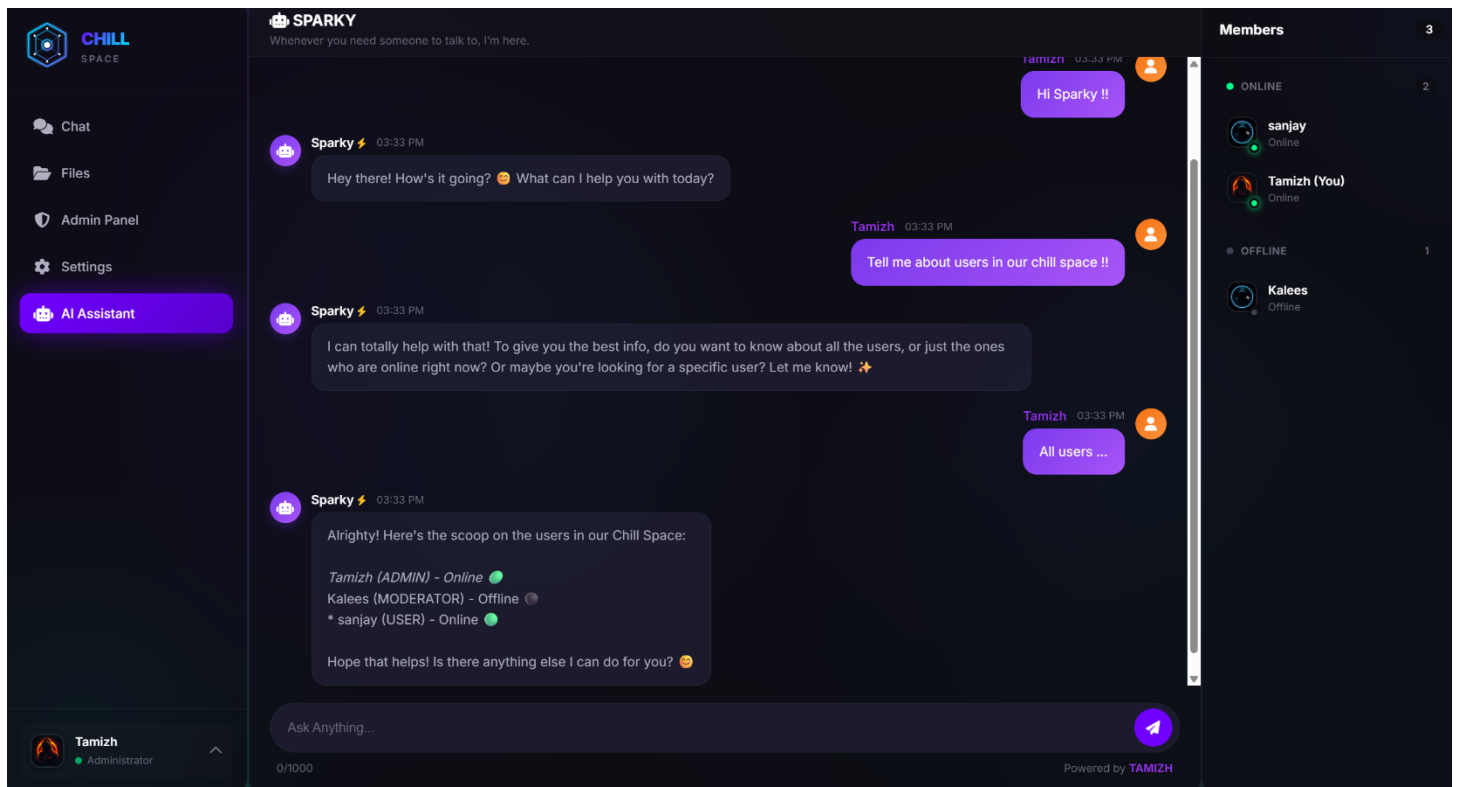 CHILL
SPACE
Chat
Files
Admin Panel
Settings
AI Assistant
Tamizh
Administrator
SPARKY
Whenever you need someone to talk to, I'm here.
Tamizh 03:33 PM
Hi Sparky !!
Sparky⚡ 03:33 PM
Hey there! How's it going? 😊 What can I help you with today?
Tamizh 03:33 PM
Tell me about users in our chill space !!
Sparky⚡ 03:33 PM
I can totally help with that! To give you the best info, do you want to know about all the users, or just the ones
who are online right now? Or maybe you're looking for a specific user? Let me know! ✨
Tamizh 03:33 PM
All users ...
Sparky⚡ 03:33 PM
Alrighty! Here's the scoop on the users in our Chill Space:
Tamizh (ADMIN) - Online 🟢
Kalees (MODERATOR) - Offline ⚫
* sanjay (USER) - Online 🟢
Hope that helps! Is there anything else I can do for you? 😊
Ask Anything...
0/1000
Powered by TAMIZH
Members 3
ONLINE 2
sanjay
Online
Tamizh (You)
Online
OFFLINE 1
Kalees
Offline